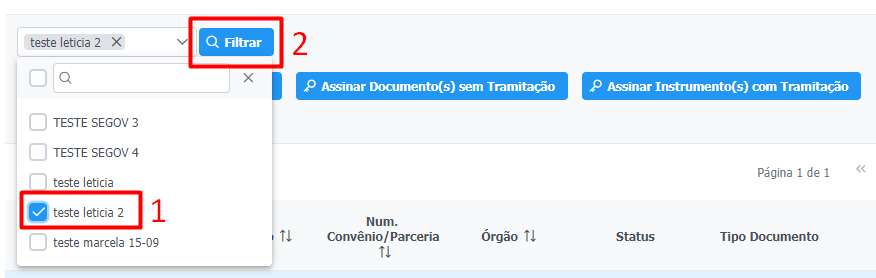 teste leticia 2
Filtrar
2
Assinar Documento(s) sem Tramitação
Assinar Instrumento(s) com Tramitação
TESTE SEGOV 3
TESTE SEGOV 4
teste leticia
teste leticia 2
1
teste marcela 15-09
Página 1 de 1
Num.
Convênio/Parceria
Órgão
Status
Tipo Documento